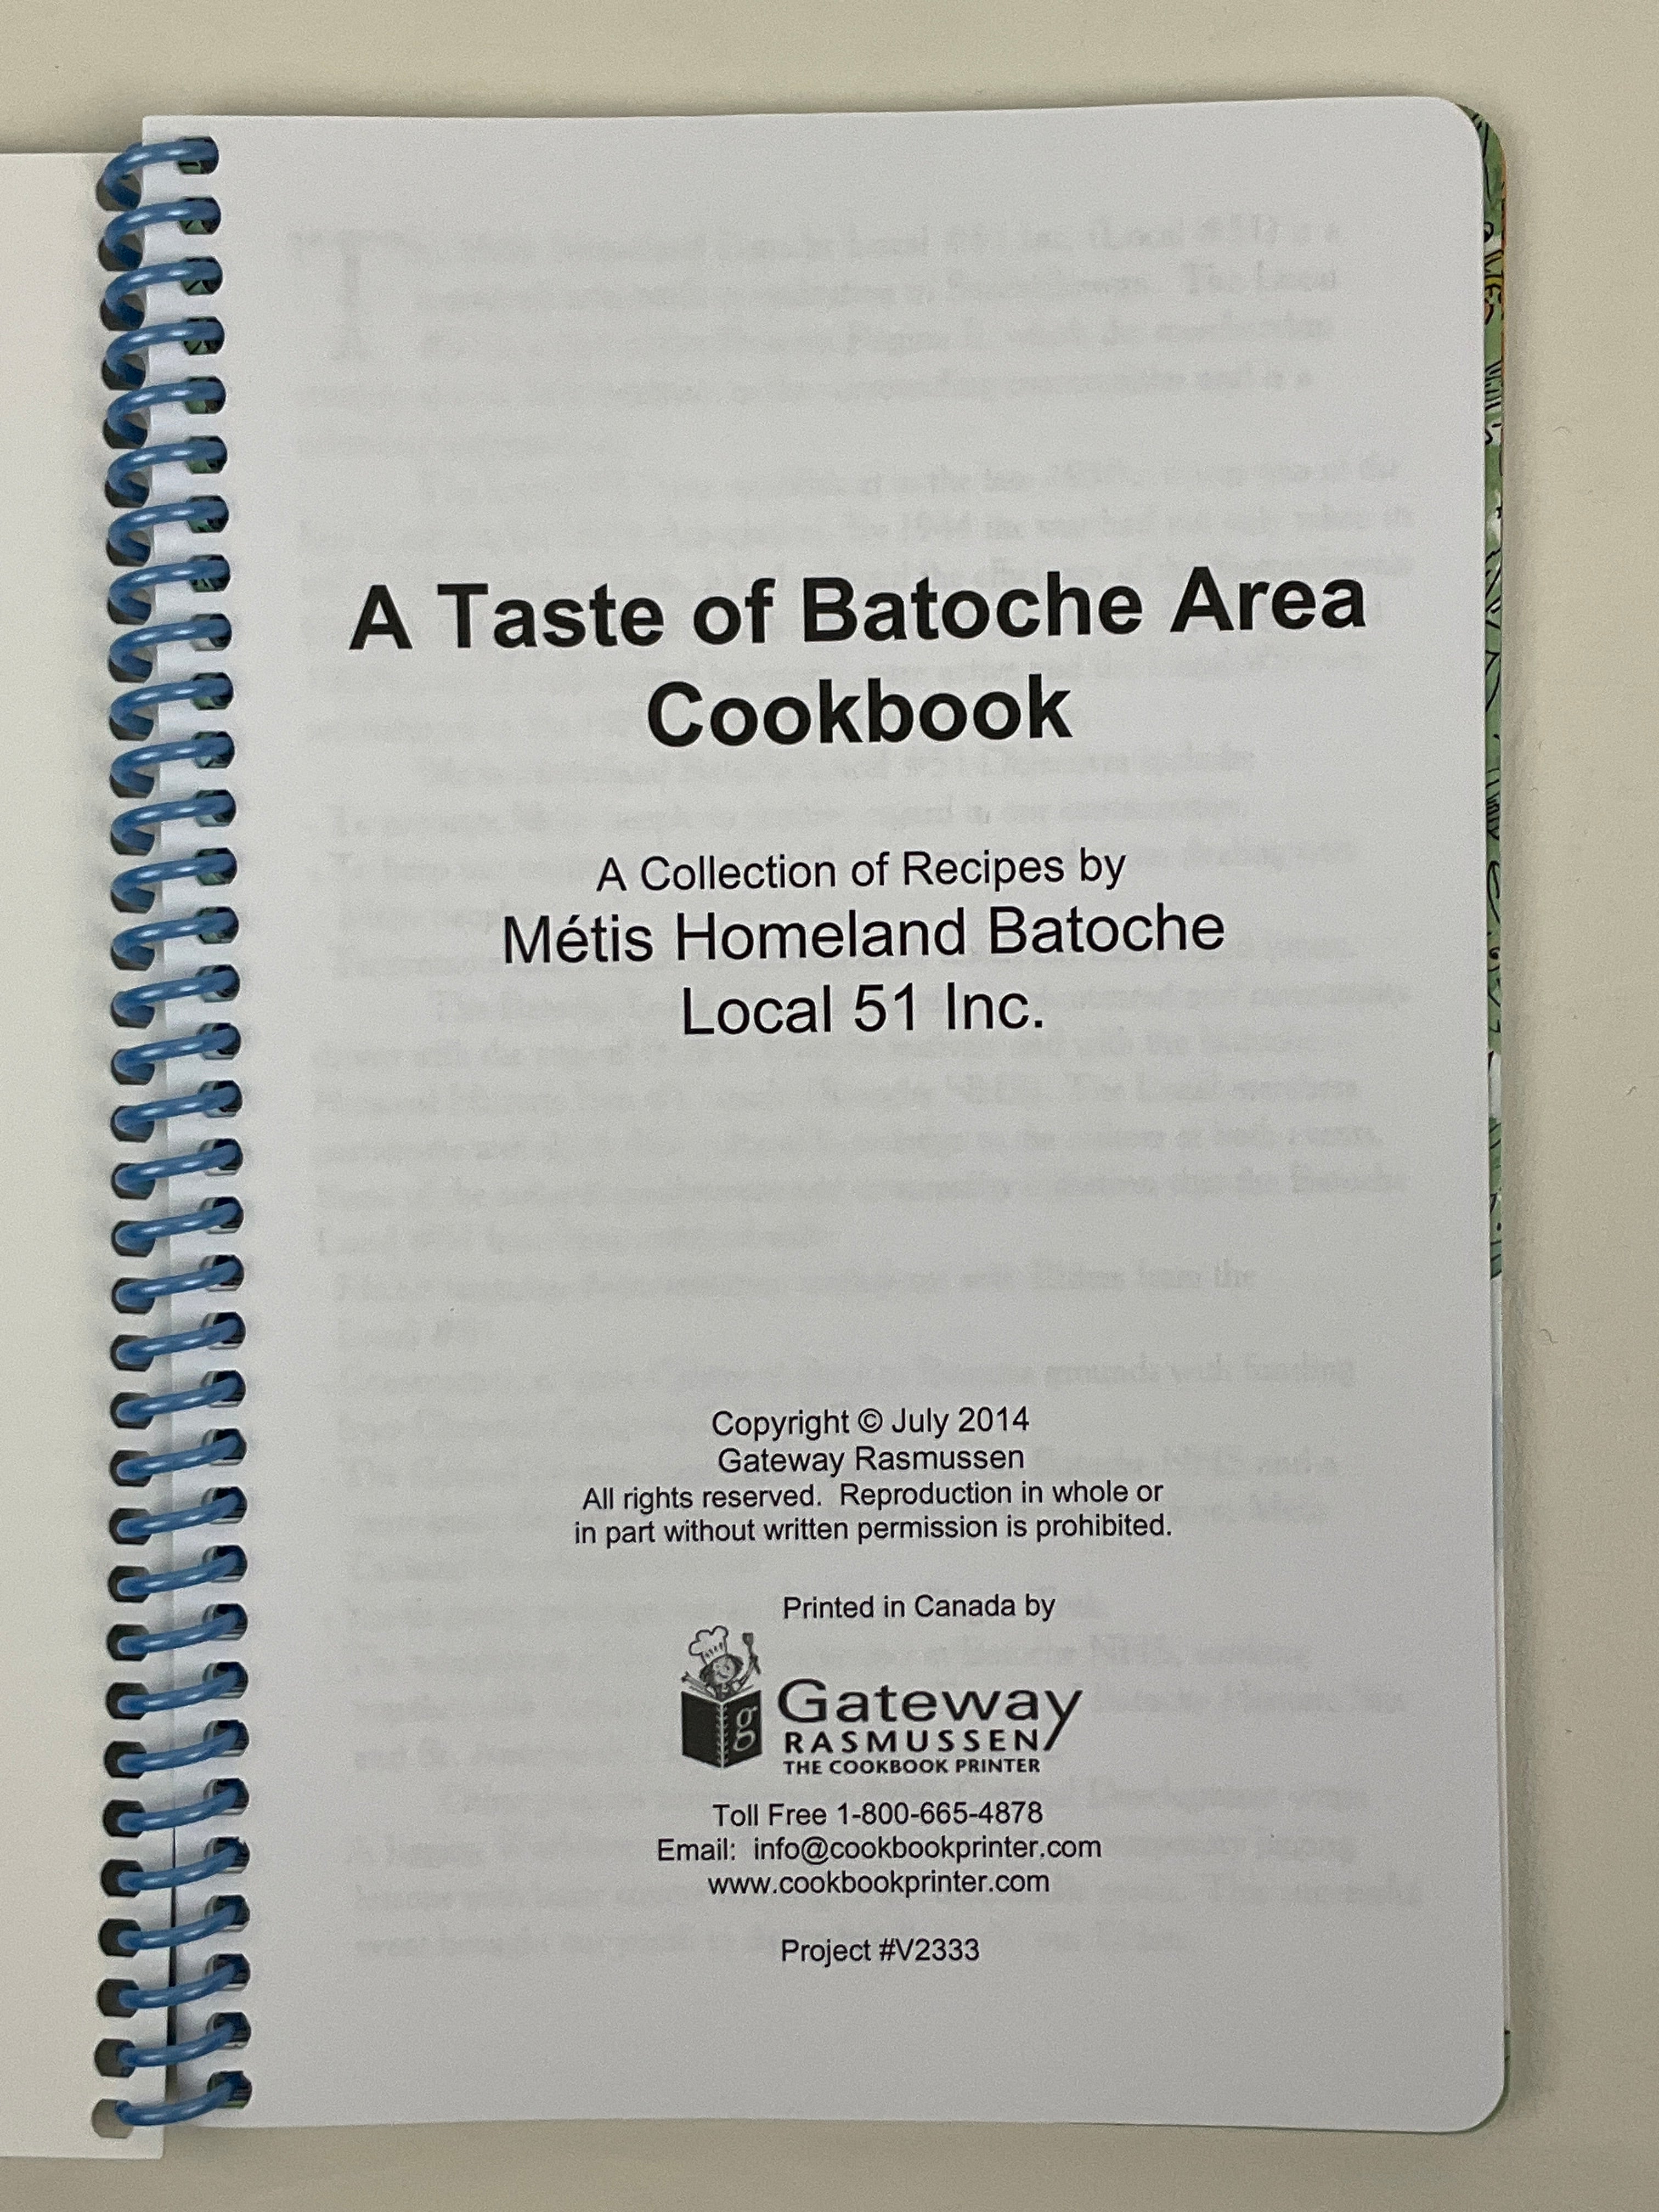 A Taste of Batoche Area
Cookbook
A Collection of Recipes by
Métis Homeland Batoche
Local 51 Inc.
Copyright © July 2014
Gateway Rasmussen
All rights reserved.  Reproduction in whole or
in part without written permission is prohibited.
Printed in Canada by
g
Gateway
RASMUSSEN
THE COOKBOOK PRINTER
Toll Free 1-800-665-4878
Email:  info@cookbookprinter.com
www.cookbookprinter.com
Project #V2333